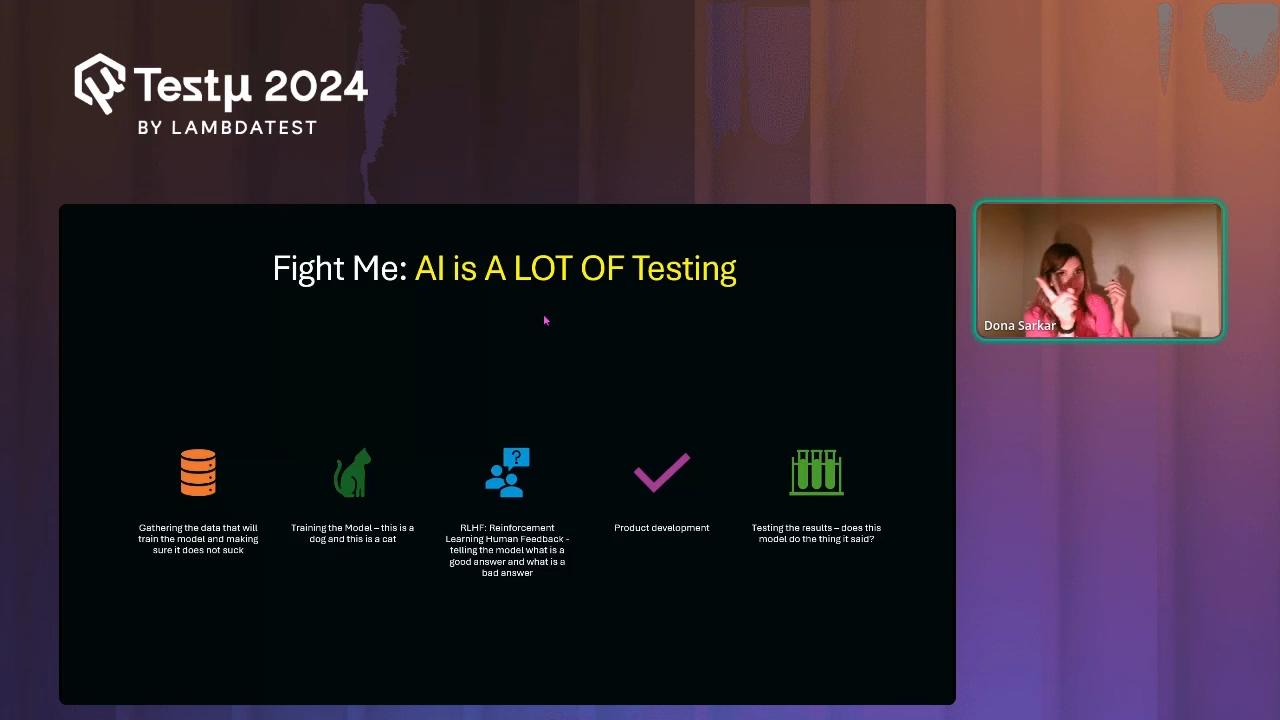 Testμ 2024
BY LAMBDATEST
Fight Me: AI is A LOT OF Testing
Gathering the data that will
train the model and making
sure it does not suck
Training the Model – this is a
dog and this is a cat
?
RLHF: Reinforcement
Learning Human Feedback -
telling the model what is a
good answer and what is a
bad answer
Product development
Testing the results – does this
model do the thing it said?
Dona Sarkar